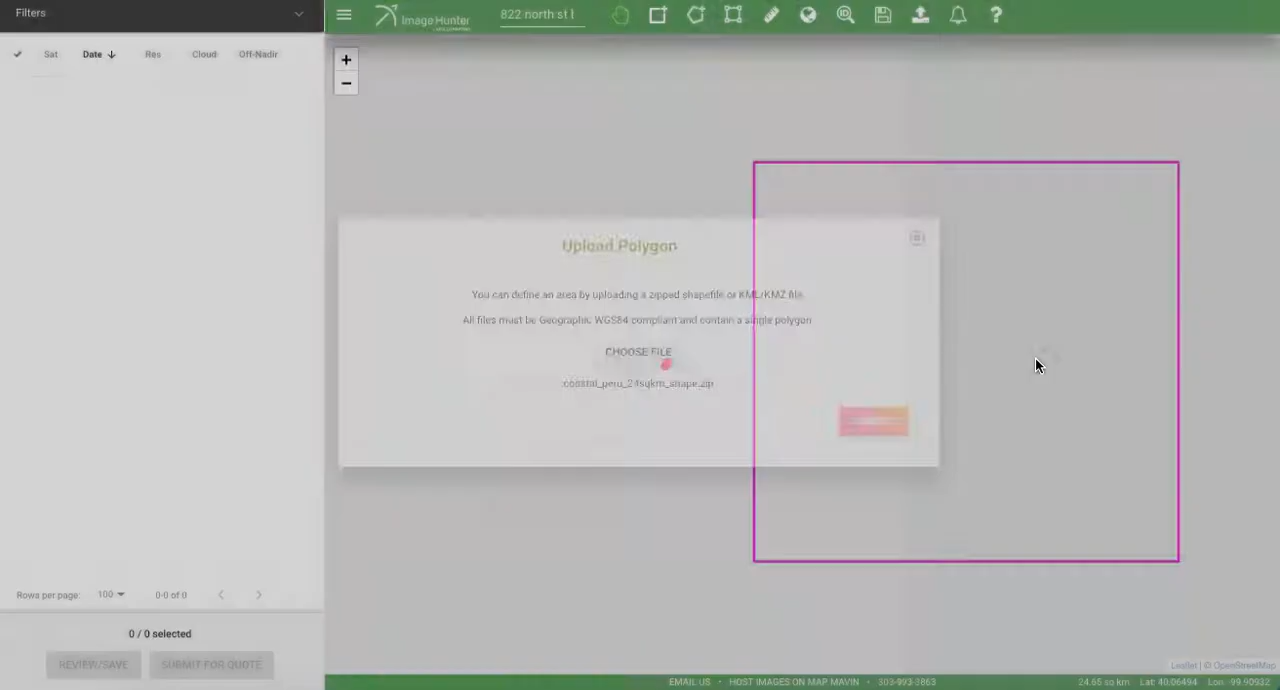 Filters
Sat Date Res Cloud Off-Nadir
Rows per page: 100 0-0 of 0
0 / 0 selected
REVIEW/SAVE SUBMIT FOR QUOTE
Image Hunter
822 north st l
?
+
−
Upload Polygon
You can define an area by uploading a zipped shapefile or KML/KMZ file.
All files must be Geographic WGS84 compliant and contain a single polygon
CHOOSE FILE
coastal_peru_24sqkm_shape.zip
Leaflet | © OpenStreetMap
EMAIL US • HOST IMAGES ON MAP MAVIN • 303-993-3863
24.65 sq km Lat: 40.06494 Lon: -99.90932